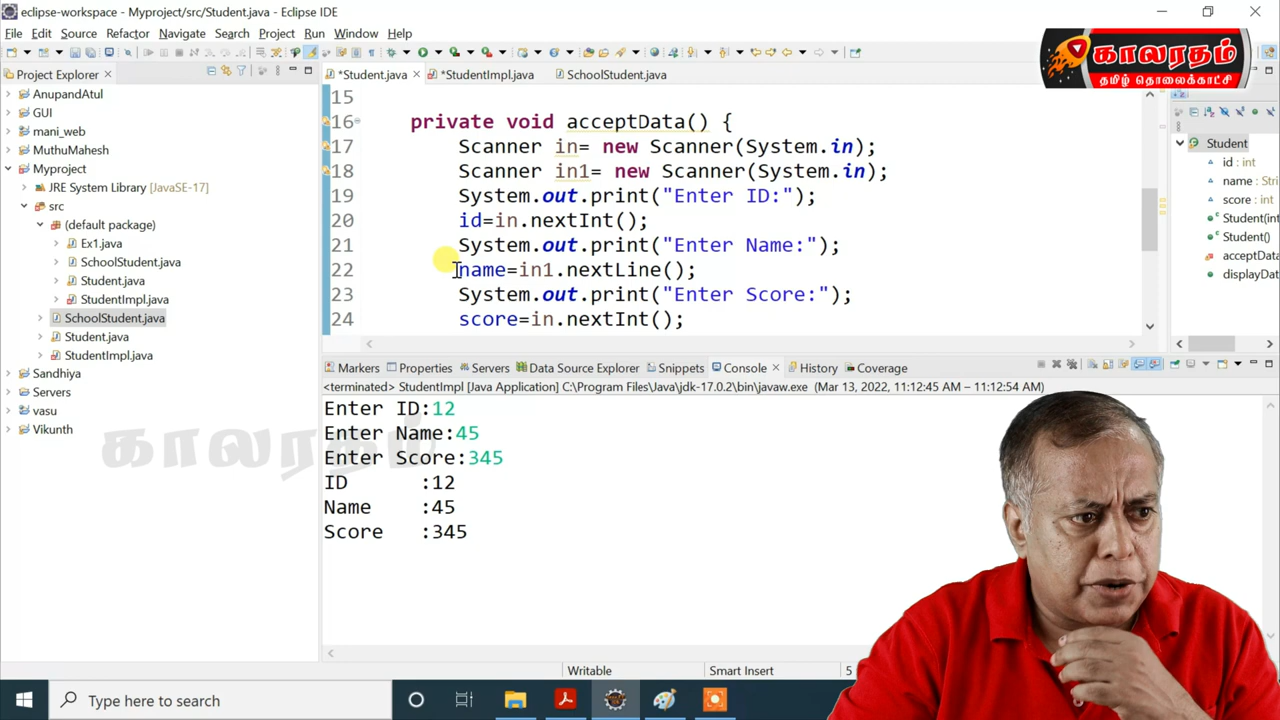 eclipse-workspace - Myproject/src/Student.java - Eclipse IDE
File Edit Source Refactor Navigate Search Project Run Window Help
காலரதம்
தமிழ் தொலைக்காட்சி
Project Explorer
AnupandAtul
GUI
mani_web
MuthuMahesh
Myproject
JRE System Library [JavaSE-17]
src
(default package)
Ex1.java
SchoolStudent.java
Student.java
StudentImpl.java
SchoolStudent.java
Student.java
StudentImpl.java
Sandhiya
Servers
vasu
Vikunth
*Student.java *StudentImpl.java SchoolStudent.java
15
16 private void acceptData() {
17 Scanner in= new Scanner(System.in);
18 Scanner in1= new Scanner(System.in);
19 System.out.print("Enter ID:");
20 id=in.nextInt();
21 System.out.print("Enter Name:");
22 name=in1.nextLine();
23 System.out.print("Enter Score:");
24 score=in.nextInt();
Student
id : int
name : Stri
score : int
Student(int
Student()
acceptData
displayData
Markers Properties Servers Data Source Explorer Snippets Console History Coverage
<terminated> StudentImpl [Java Application] C:\Program Files\Java\jdk-17.0.2\bin\javaw.exe (Mar 13, 2022, 11:12:45 AM – 11:12:54 AM)
Enter ID:12
Enter Name:45
Enter Score:345
ID :12
Name :45
Score :345
காலரதம்
Writable Smart Insert 5
Type here to search